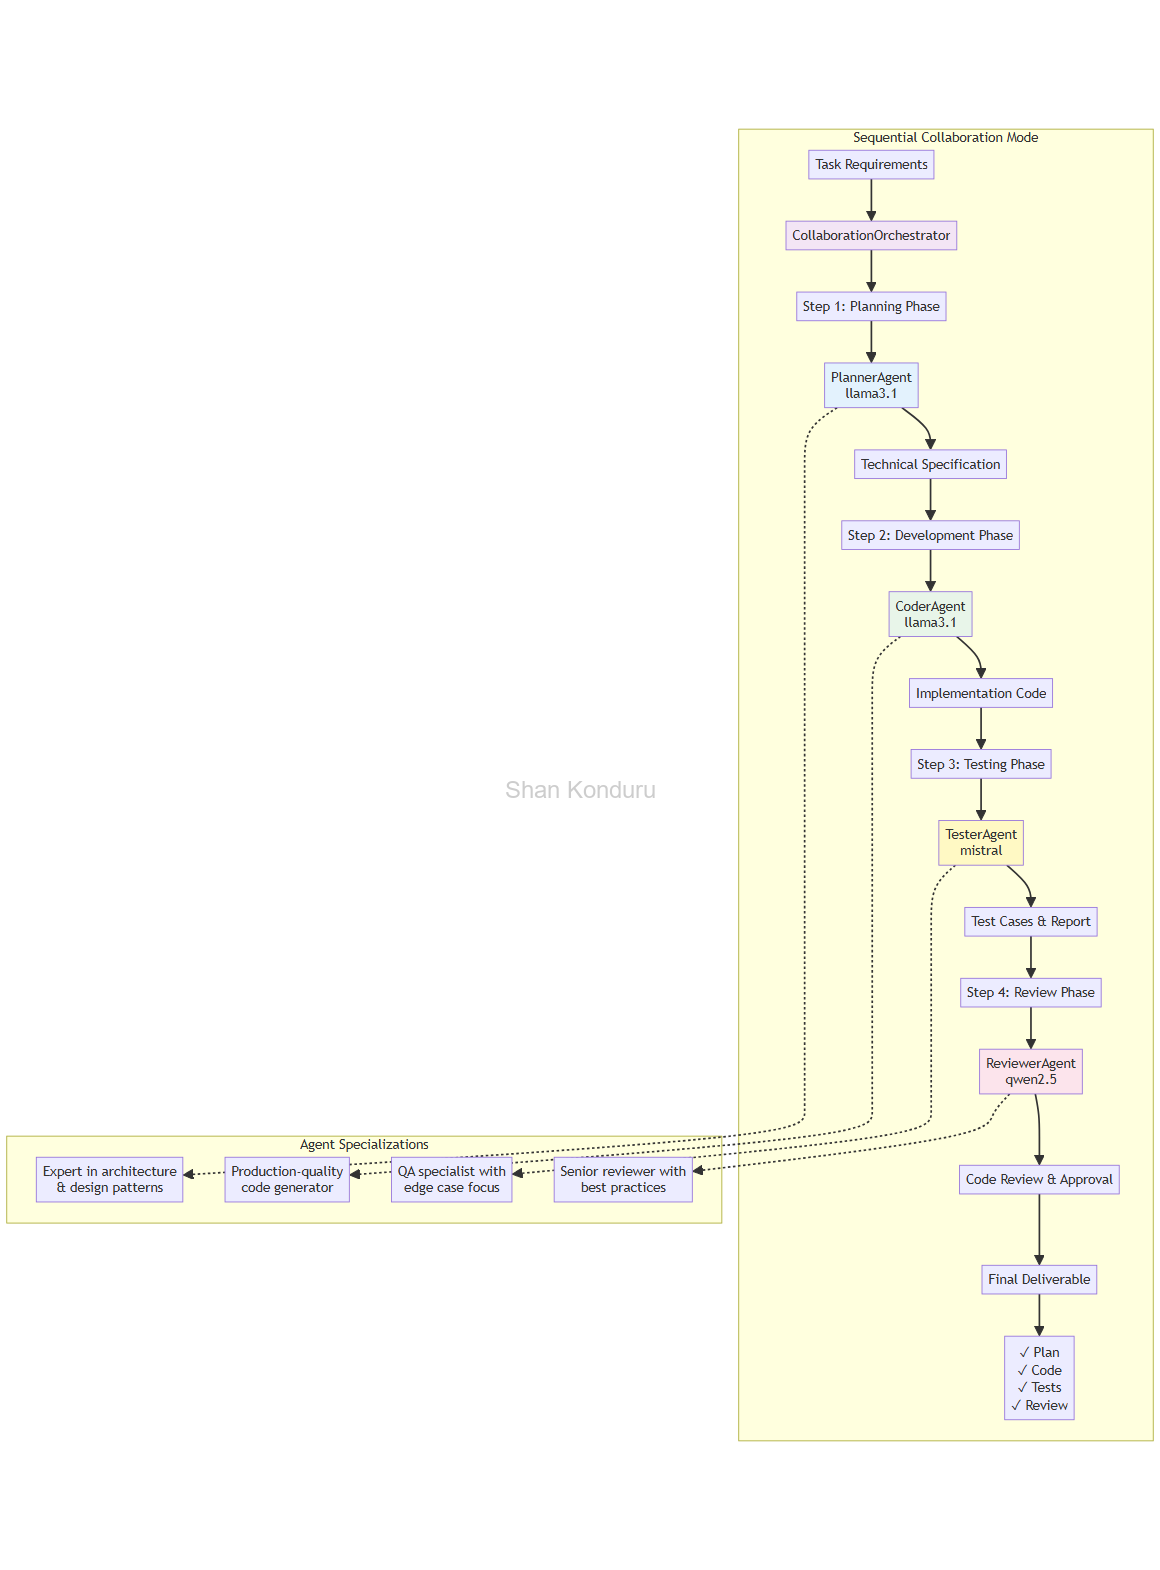 Sequential Collaboration Mode
Task Requirements
CollaborationOrchestrator
Step 1: Planning Phase
PlannerAgent
llama3.1
Technical Specification
Step 2: Development Phase
CoderAgent
llama3.1
Implementation Code
Step 3: Testing Phase
Shan Konduru
TesterAgent
mistral
Test Cases & Report
Step 4: Review Phase
ReviewerAgent
qwen2.5
Agent Specializations
Expert in architecture
& design patterns
Production-quality
code generator
QA specialist with
edge case focus
Senior reviewer with
best practices
Code Review & Approval
Final Deliverable
✓ Plan
✓ Code
✓ Tests
✓ Review